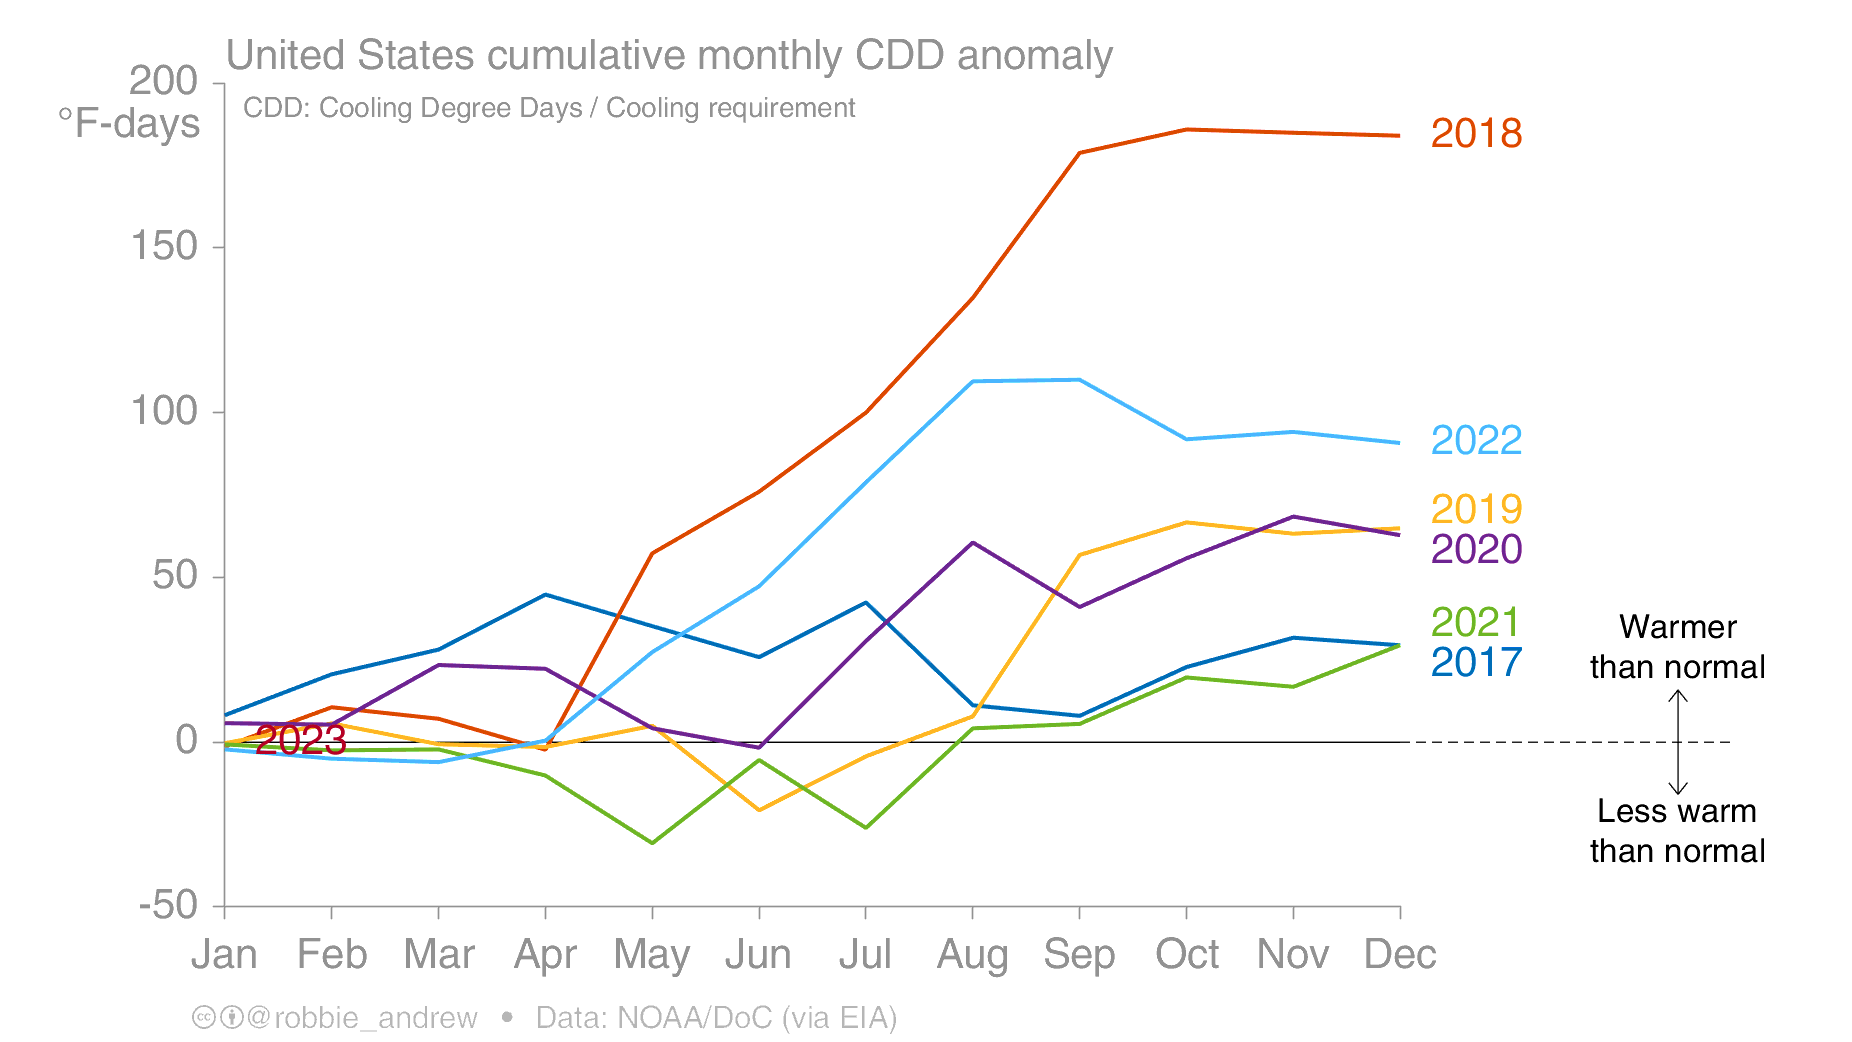 United States cumulative monthly CDD anomaly
200
°F-days
CDD: Cooling Degree Days / Cooling requirement
2018
150
100
2022
2019
50
2020
2021
Warmer
than normal
2017
2023
0
Less warm
than normal
-50
Jan Feb Mar Apr May Jun Jul Aug Sep Oct Nov Dec
cc @robbie_andrew • Data: NOAA/DoC (via EIA)